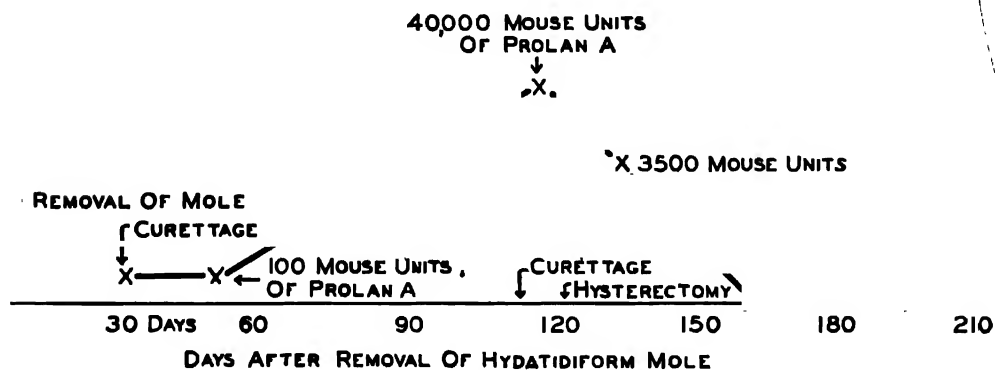 40,000 MOUSE UNITS
OF PROLAN A
X
X 3500 MOUSE UNITS
REMOVAL OF MOLE
CURETTAGE
X X 100 MOUSE UNITS
OF PROLAN A
CURETTAGE
HYSTERECTOMY
30 DAYS 60 90 120 150 180 210
DAYS AFTER REMOVAL OF HYDATIDIFORM MOLE